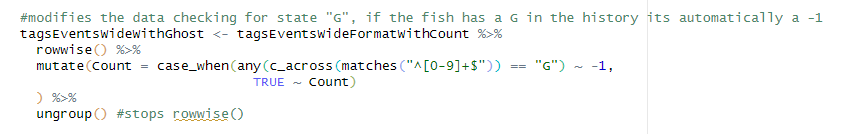 #modifies the data checking for state "G", if the fish has a G in the history its automatically a -1
tagsEventsWideWithGhost <- tagsEventsWideFormatWithCount %>%
rowwise() %>%
mutate(Count = case_when(any(c_across(matches("^[0-9]+$")) == "G") ~ -1,
TRUE ~ Count)
) %>%
ungroup() #stops rowwise()